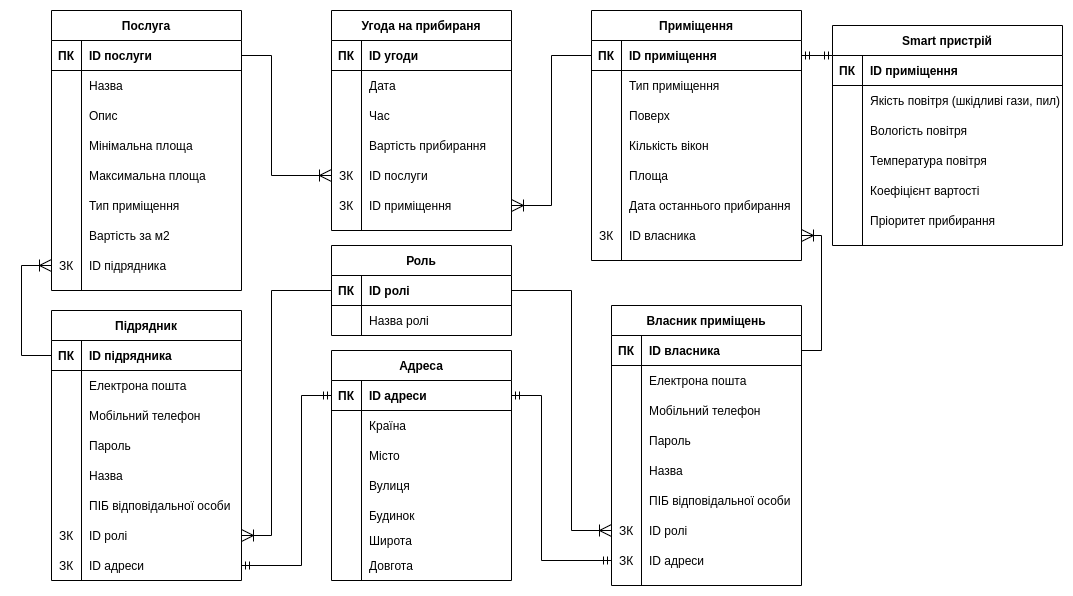 Послуга
ПК ID послуги
Назва
Опис
Мінімальна площа
Максимальна площа
Тип приміщення
Вартість за м2
ЗК ID підрядника
Угода на прибираня
ПК ID угоди
Дата
Час
Вартість прибирання
ЗК ID послуги
ЗК ID приміщення
Приміщення
ПК ID приміщення
Тип приміщення
Поверх
Кількість вікон
Площа
Дата останнього прибирання
ЗК ID власника
Smart пристрій
ПК ID приміщення
Якість повітря (шкідливі гази, пил)
Вологість повітря
Температура повітря
Коефіцієнт вартості
Пріоритет прибирання
Роль
ПК ID ролі
Назва ролі
Підрядник
ПК ID підрядника
Електрона пошта
Мобільний телефон
Пароль
Назва
ПІБ відповідальної особи
ЗК ID ролі
ЗК ID адреси
Адреса
ПК ID адреси
Країна
Місто
Вулиця
Будинок
Широта
Довгота
Власник приміщень
ПК ID власника
Електрона пошта
Мобільний телефон
Пароль
Назва
ПІБ відповідальної особи
ЗК ID ролі
ЗК ID адреси